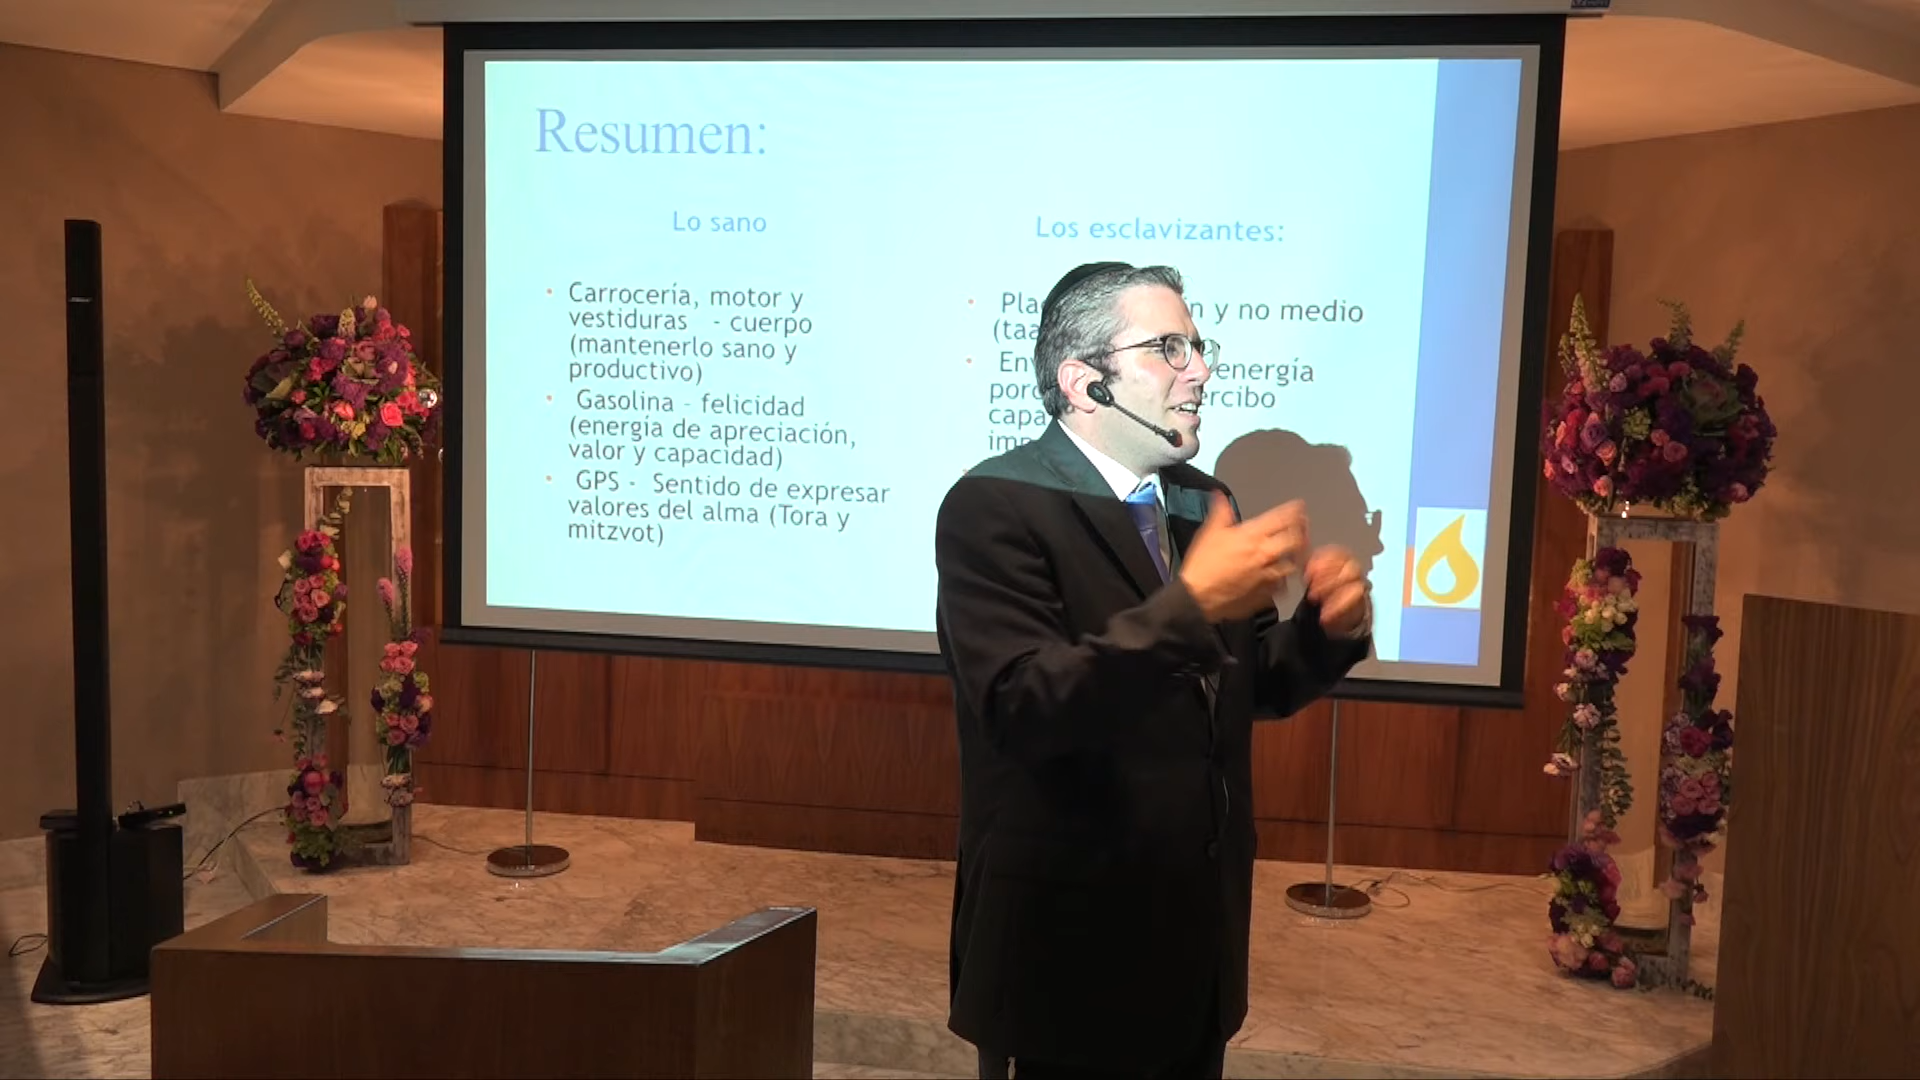 Resumen:
Lo sano
Carrocería, motor y
vestiduras - cuerpo
(mantenerlo sano y
productivo)
Gasolina - felicidad
(energía de apreciación,
valor y capacidad)
GPS - Sentido de expresar
valores del alma (Tora y
mitzvot)
Los esclavizantes:
y no medio
energía